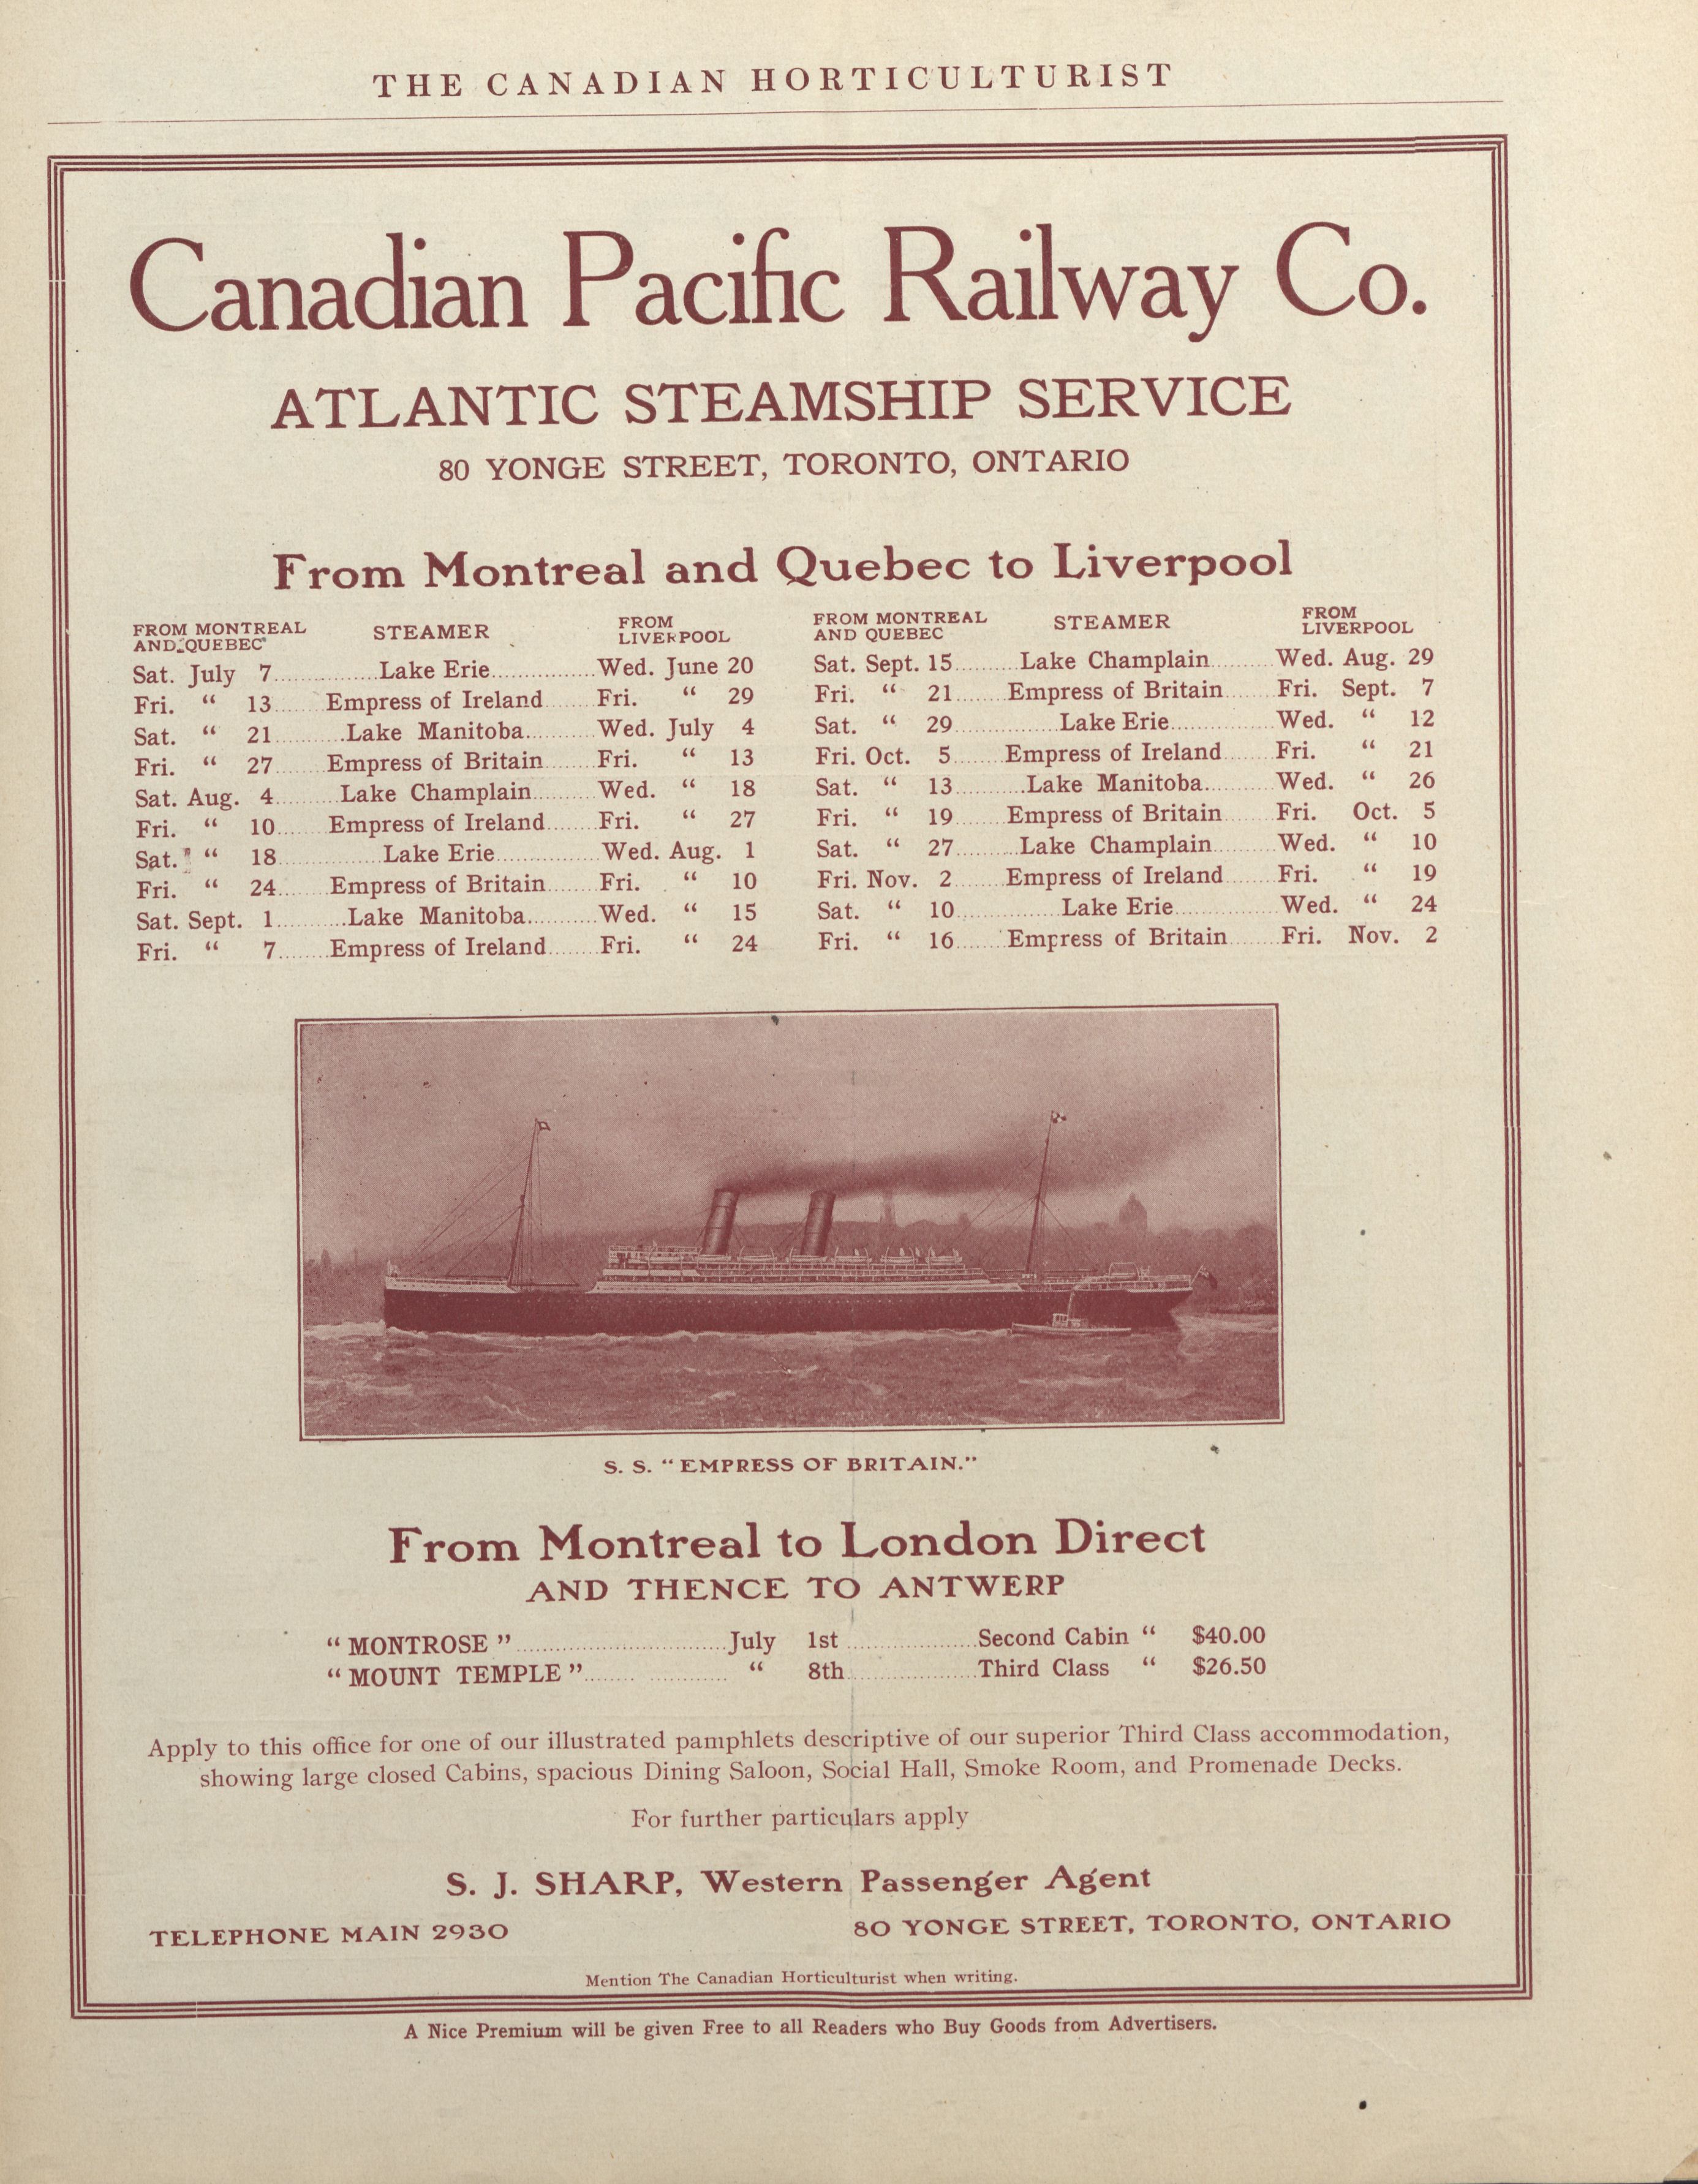 THE CANADIAN HORTICULTURIST
Canadian Pacific Railway Co.
ATLANTIC STEAMSHIP SERVICE
80 YONGE STREET, TORONTO, ONTARIO
From Montreal and Quebec to Liverpool
FROM MONTREAL AND QUEBEC STEAMER FROM LIVERPOOL
Sat. July 7 Lake Erie Wed. June 20
Fri. “ 13 Empress of Ireland Fri. “ 29
Sat. “ 21 Lake Manitoba Wed. July 4
Fri. “ 27 Empress of Britain Fri. “ 13
Sat. Aug. 4 Lake Champlain Wed. “ 18
Fri. “ 10 Empress of Ireland Fri. “ 27
Sat. “ 18 Lake Erie Wed. Aug. 1
Fri. “ 24 Empress of Britain Fri. “ 10
Sat. Sept. 1 Lake Manitoba Wed. “ 15
Fri. “ 7 Empress of Ireland Fri. “ 24
FROM MONTREAL AND QUEBEC STEAMER FROM LIVERPOOL
Sat. Sept. 15 Lake Champlain Wed. Aug. 29
Fri. “ 21 Empress of Britain Fri. Sept. 7
Sat. “ 29 Lake Erie Wed. “ 12
Fri. Oct. 5 Empress of Ireland Fri. “ 21
Sat. “ 13 Lake Manitoba Wed. “ 26
Fri. “ 19 Empress of Britain Fri. Oct. 5
Sat. “ 27 Lake Champlain Wed. “ 10
Fri. Nov. 2 Empress of Ireland Fri. “ 19
Sat. “ 10 Lake Erie Wed. “ 24
Fri. “ 16 Empress of Britain Fri. Nov. 2
S. S. “EMPRESS OF BRITAIN.”
From Montreal to London Direct
AND THENCE TO ANTWERP
“MONTROSE” July 1st Second Cabin “ $40.00
“MOUNT TEMPLE” “ 8th Third Class “ $26.50
Apply to this office for one of our illustrated pamphlets descriptive of our superior Third Class accommodation,
showing large closed Cabins, spacious Dining Saloon, Social Hall, Smoke Room, and Promenade Decks.
For further particulars apply
S. J. SHARP, Western Passenger Agent
TELEPHONE MAIN 2930 80 YONGE STREET, TORONTO, ONTARIO
Mention The Canadian Horticulturist when writing.
A Nice Premium will be given Free to all Readers who Buy Goods from Advertisers.